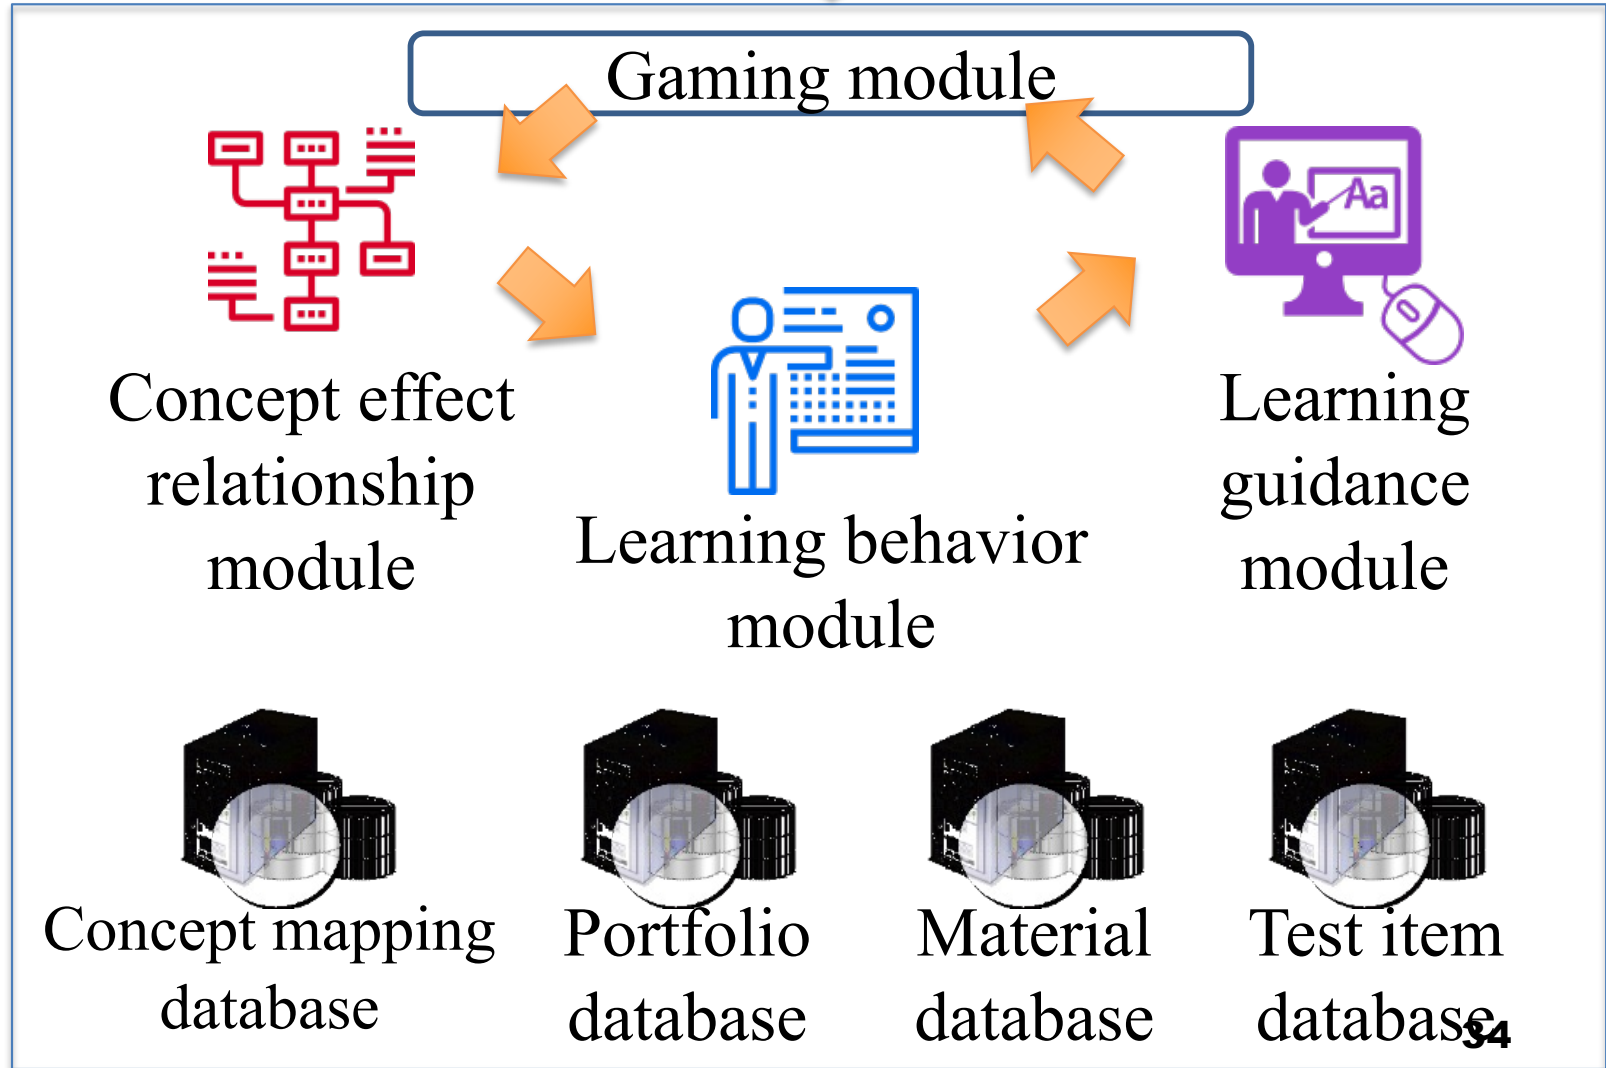 Gaming module
Aa
Concept effect
relationship
module
Learning behavior
module
Learning
guidance
module
Concept mapping
database
Portfolio
database
Material
database
Test item
database
34